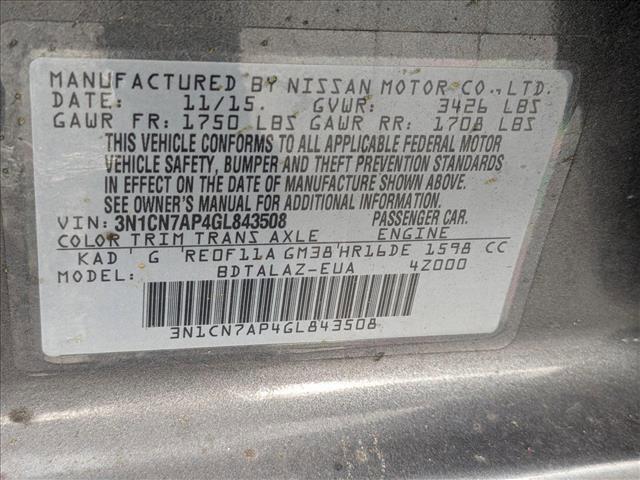 MANUFACTURED BY NISSAN MOTOR CO., LTD.
DATE: 11/15. GVWR: 3426 LBS
GAWR FR: 1750 LBS GAWR RR: 1708 LBS
THIS VEHICLE CONFORMS TO ALL APPLICABLE FEDERAL MOTOR
VEHICLE SAFETY, BUMPER AND THEFT PREVENTION STANDARDS
IN EFFECT ON THE DATE OF MANUFACTURE SHOWN ABOVE.
SEE OWNER'S MANUAL FOR ADDITIONAL INFORMATION.
VIN: 3N1CN7AP4GL843508 PASSENGER CAR.
COLOR TRIM TRANS AXLE ENGINE
KAD G RE0F11A GM38 HR16DE 1598 CC
MODEL: BDTALAZ-EUA 4Z000
3N1CN7AP4GL843508